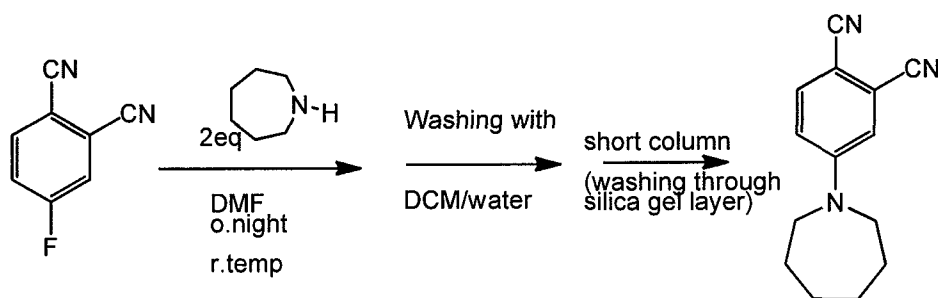 CN
CN
F
N-H
2eq
DMF
o.night
r.temp
Washing with
DCM/water
short column
(washing through
silica gel layer)
CN
CN
N